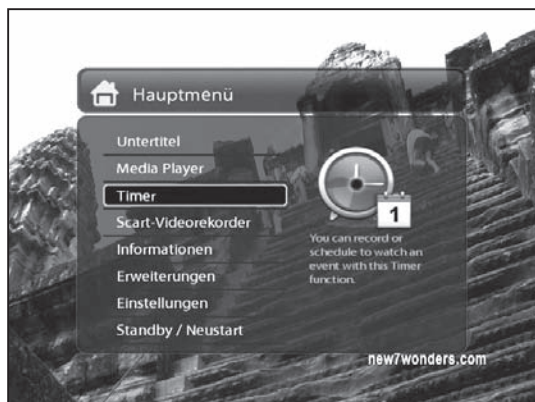 Hauptmenü
Untertitel
Media Player
Timer
Scart-Videorekorder
Informationen
Erweiterungen
Einstellungen
Standby / Neustart
1
You can record or
schedule to watch an
event with this Timer
function.
new7wonders.com